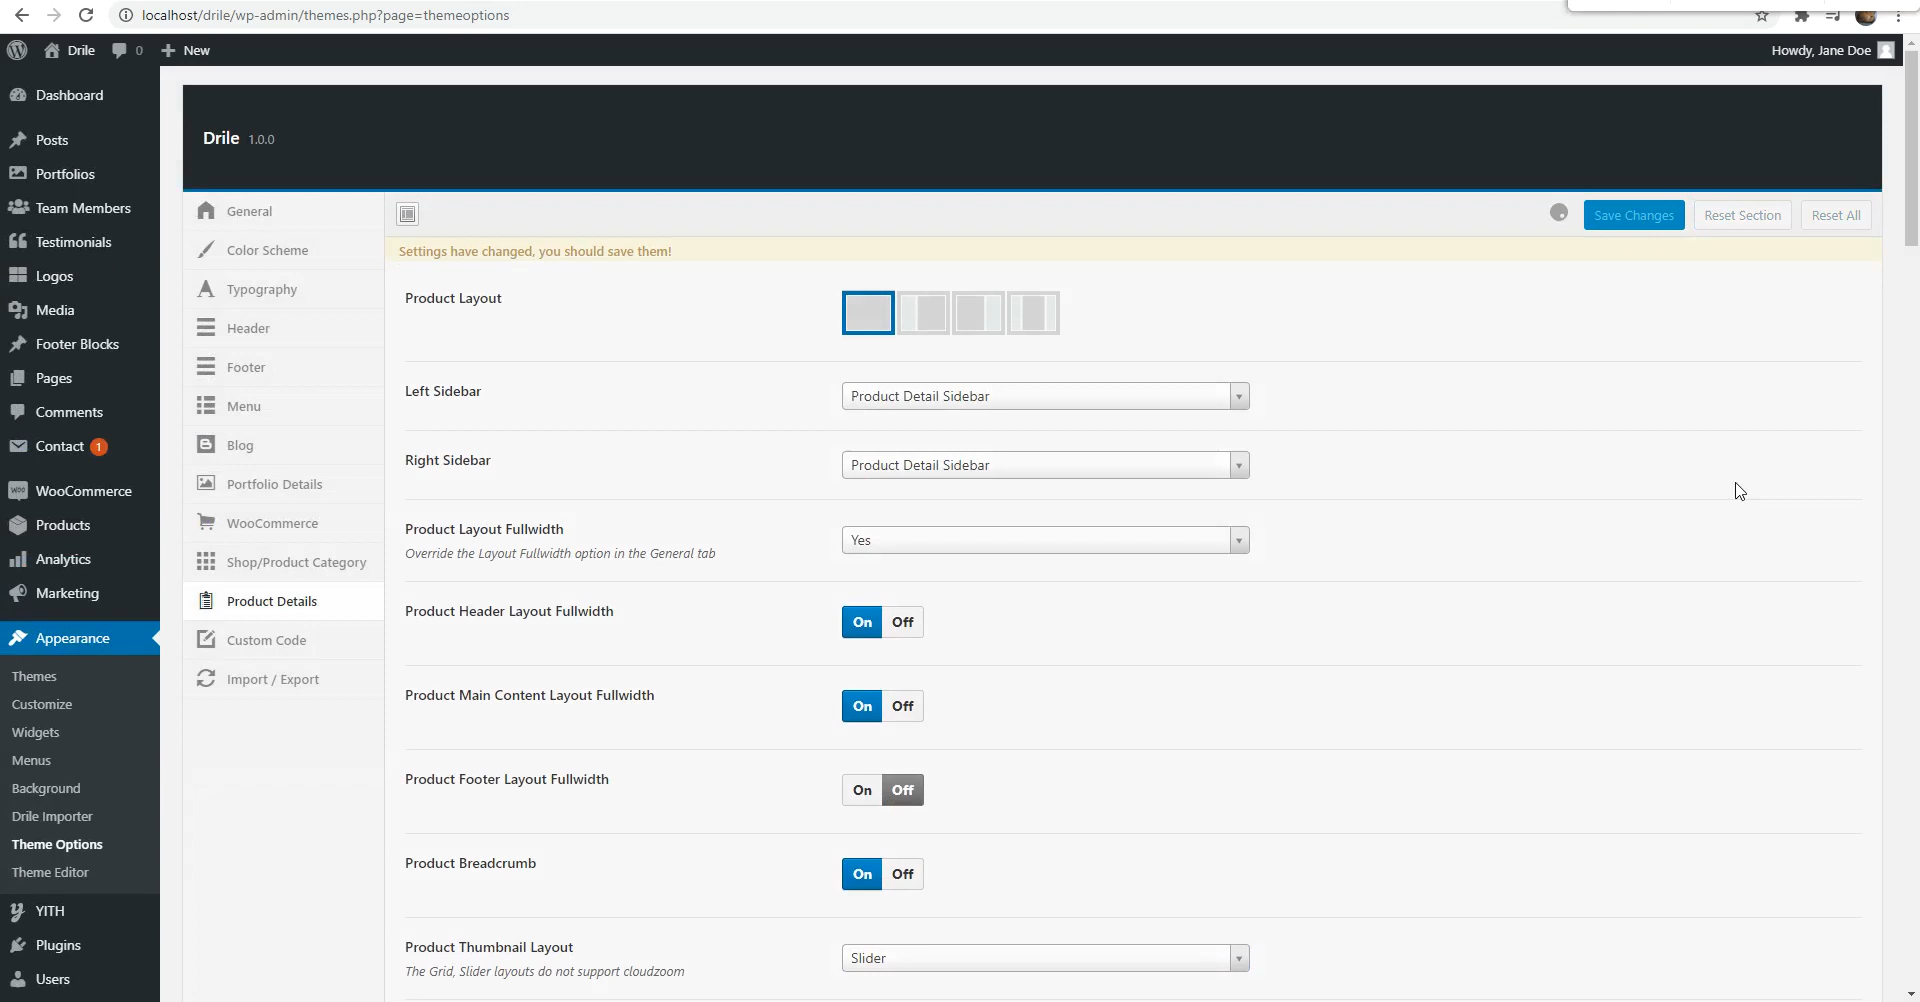 localhost/drile/wp-admin/themes.php?page=themeoptions
Drile 0 New Howdy, Jane Doe
Dashboard
Posts
Portfolios
Team Members
Testimonials
Logos
Media
Footer Blocks
Pages
Comments
Contact 1
WooCommerce
Products
Analytics
Marketing
Appearance
Themes
Customize
Widgets
Menus
Background
Drile Importer
Theme Options
Theme Editor
YITH
Plugins
Users
Drile 1.0.0
General
Color Scheme
Typography
Header
Footer
Menu
Blog
Portfolio Details
WooCommerce
Shop/Product Category
Product Details
Custom Code
Import / Export
Save Changes Reset Section Reset All
Settings have changed, you should save them!
Product Layout
Left Sidebar Product Detail Sidebar
Right Sidebar Product Detail Sidebar
Product Layout Fullwidth Yes
Override the Layout Fullwidth option in the General tab
Product Header Layout Fullwidth On Off
Product Main Content Layout Fullwidth On Off
Product Footer Layout Fullwidth On Off
Product Breadcrumb On Off
Product Thumbnail Layout Slider
The Grid, Slider layouts do not support cloudzoom